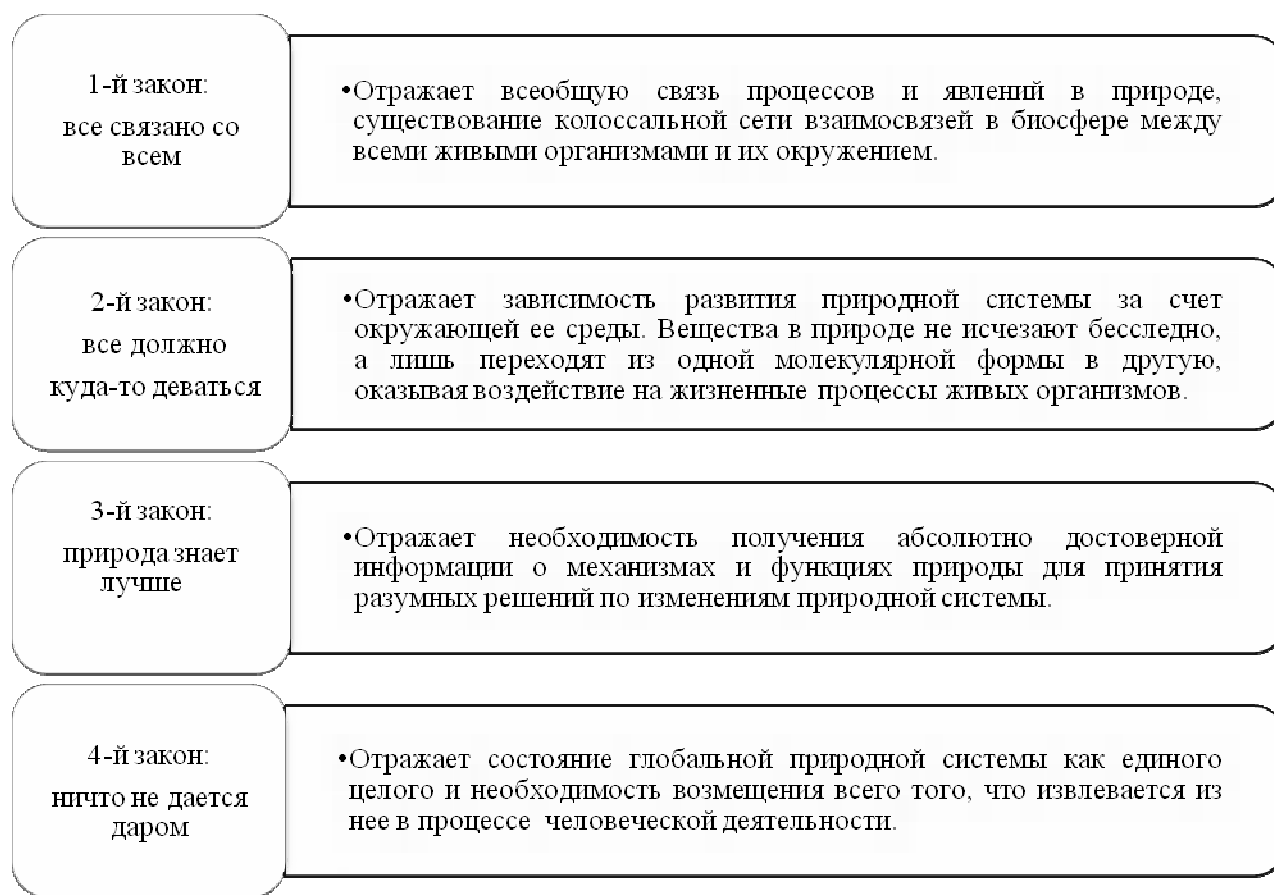 1-й закон:
все связано со
всем
•Отражает всеобщую связь процессов и явлений в природе,
существование колоссальной сети взаимосвязей в биосфере между
всеми живыми организмами и их окружением.
2-й закон:
все должно
куда-то деваться
•Отражает зависимость развития природной системы за счет
окружающей ее среды. Вещества в природе не исчезают бесследно,
а лишь переходят из одной молекулярной формы в другую,
оказывая воздействие на жизненные процессы живых организмов.
3-й закон:
природа знает
лучше
•Отражает необходимость получения абсолютно достоверной
информации о механизмах и функциях природы для принятия
разумных решений по изменениям природной системы.
4-й закон:
ничто не дается
даром
•Отражает состояние глобальной природной системы как единого
целого и необходимость возмещения всего того, что извлевается из
нее в процессе человеческой деятельности.